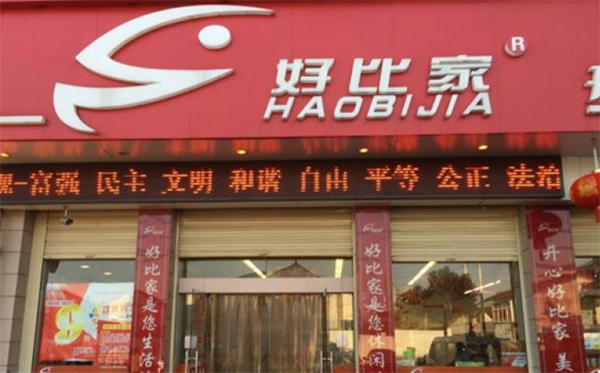 好比家®
HAOBIJIA
富强 民主 文明 和谐 自由 平等 公正 法治
好比家是您生活
好比家是您休闲
开心好比家 美